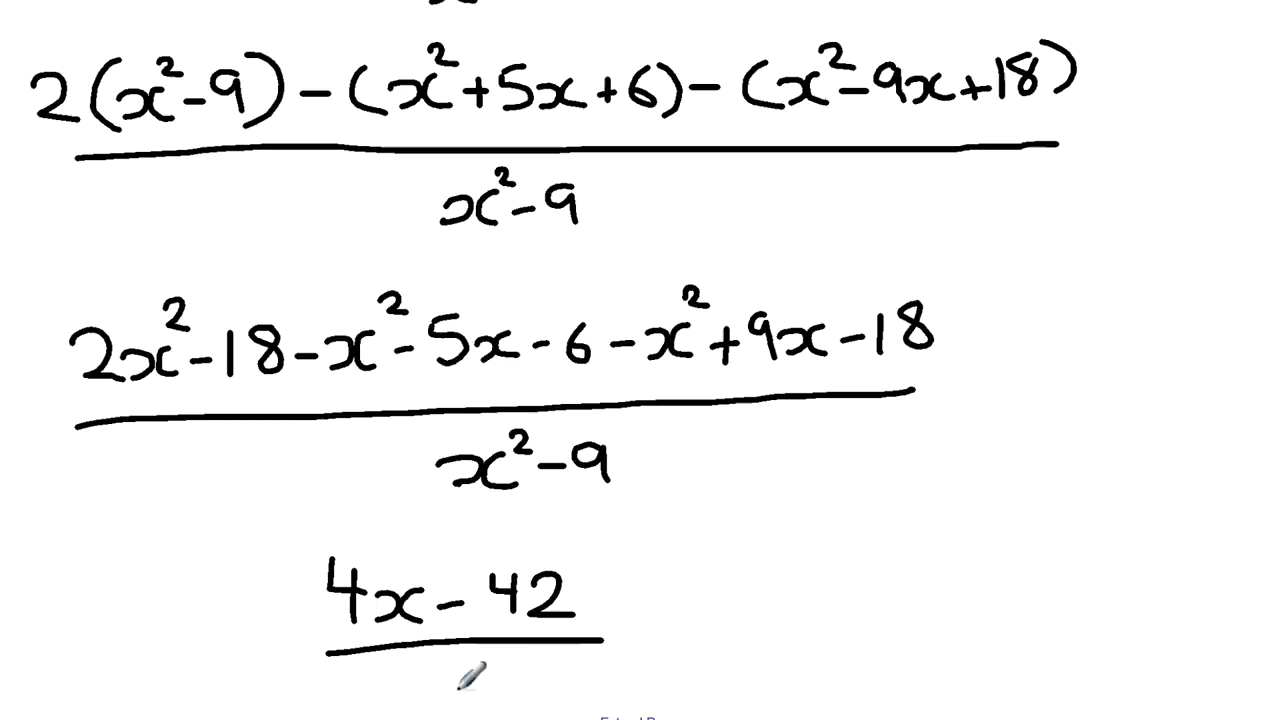 2(x²-9) - (x²+5x+6) - (x²-9x+18)
x²-9
2x²-18-x²-5x-6-x²+9x-18
x²-9
4x-42